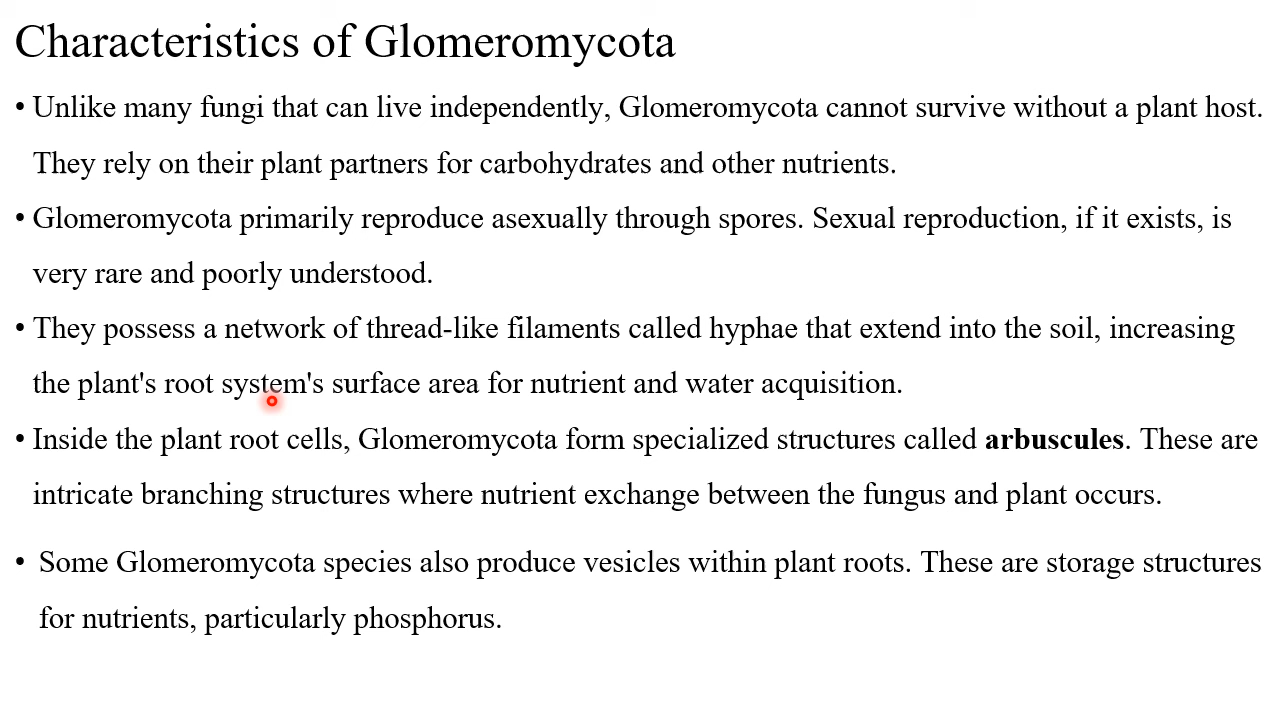 Characteristics of Glomeromycota
• Unlike many fungi that can live independently, Glomeromycota cannot survive without a plant host.
They rely on their plant partners for carbohydrates and other nutrients.
• Glomeromycota primarily reproduce asexually through spores. Sexual reproduction, if it exists, is
very rare and poorly understood.
• They possess a network of thread-like filaments called hyphae that extend into the soil, increasing
the plant's root system's surface area for nutrient and water acquisition.
• Inside the plant root cells, Glomeromycota form specialized structures called arbuscules. These are
intricate branching structures where nutrient exchange between the fungus and plant occurs.
• Some Glomeromycota species also produce vesicles within plant roots. These are storage structures
for nutrients, particularly phosphorus.